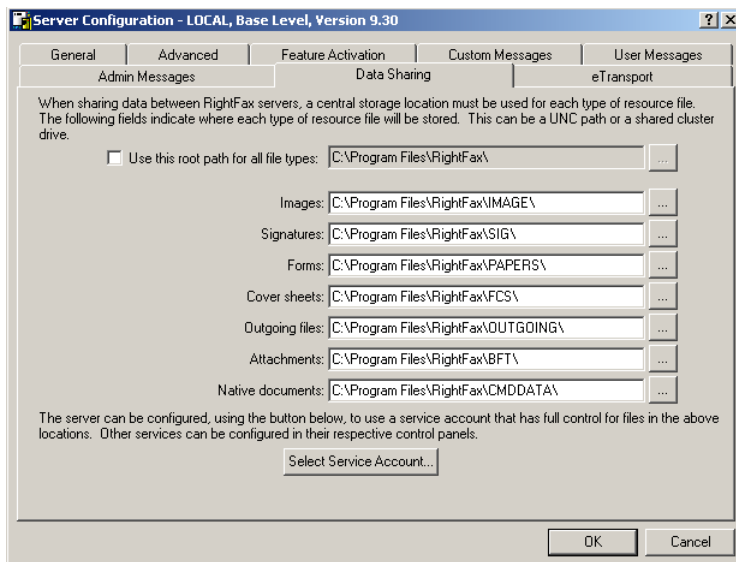 Server Configuration - LOCAL, Base Level, Version 9.30
General Advanced Feature Activation Custom Messages User Messages
Admin Messages Data Sharing eTransport
When sharing data between RightFax servers, a central storage location must be used for each type of resource file.
The following fields indicate where each type of resource file will be stored. This can be a UNC path or a shared cluster
drive.
Use this root path for all file types: C:\Program Files\RightFax\ ...
Images: C:\Program Files\RightFax\IMAGE\ ...
Signatures: C:\Program Files\RightFax\SIG\ ...
Forms: C:\Program Files\RightFax\PAPERS\ ...
Cover sheets: C:\Program Files\RightFax\FCS\ ...
Outgoing files: C:\Program Files\RightFax\OUTGOING\ ...
Attachments: C:\Program Files\RightFax\BFT\ ...
Native documents: C:\Program Files\RightFax\CMDDATA\ ...
The server can be configured, using the button below, to use a service account that has full control for files in the above
locations. Other services can be configured in their respective control panels.
Select Service Account...
OK Cancel